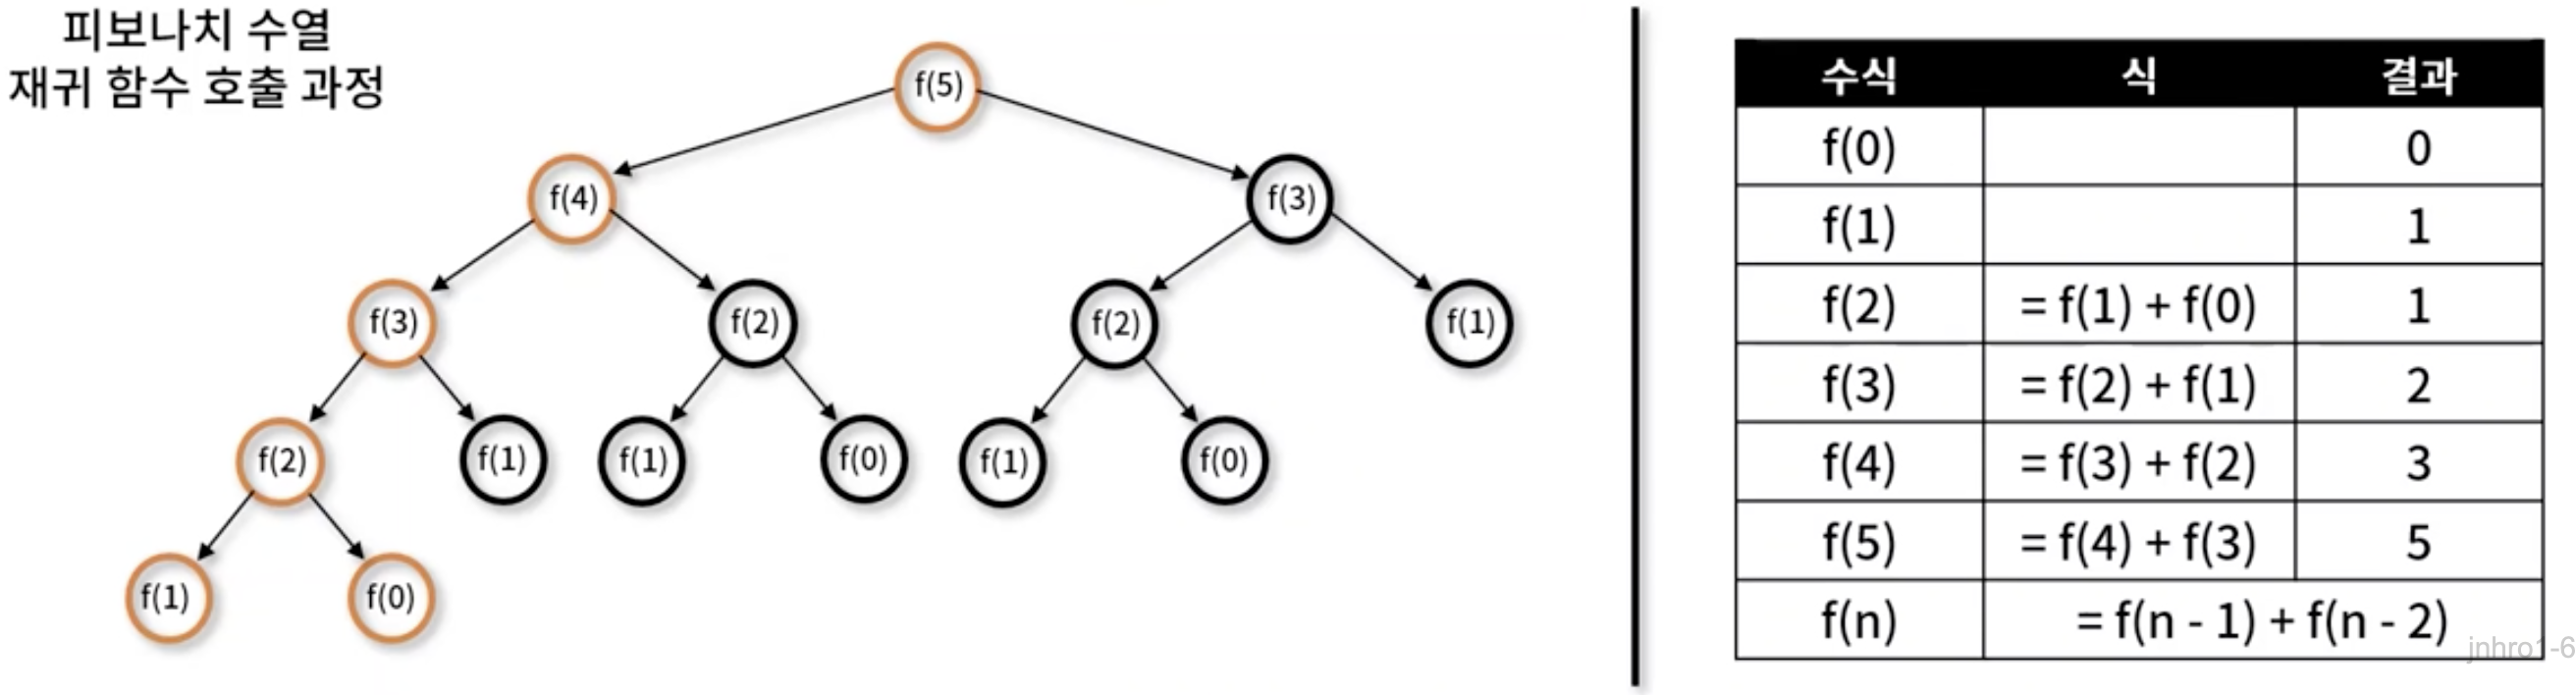 피보나치 수열
재귀 함수 호출 과정
f(5)
f(4)
f(3)
f(3)
f(2)
f(2)
f(1)
f(2)
f(1)
f(1)
f(0)
f(1)
f(0)
f(1)
f(0)
수식 식 결과
f(0) 0
f(1) 1
f(2) = f(1) + f(0) 1
f(3) = f(2) + f(1) 2
f(4) = f(3) + f(2) 3
f(5) = f(4) + f(3) 5
f(n) = f(n - 1) + f(n - 2)
jnhro1-6